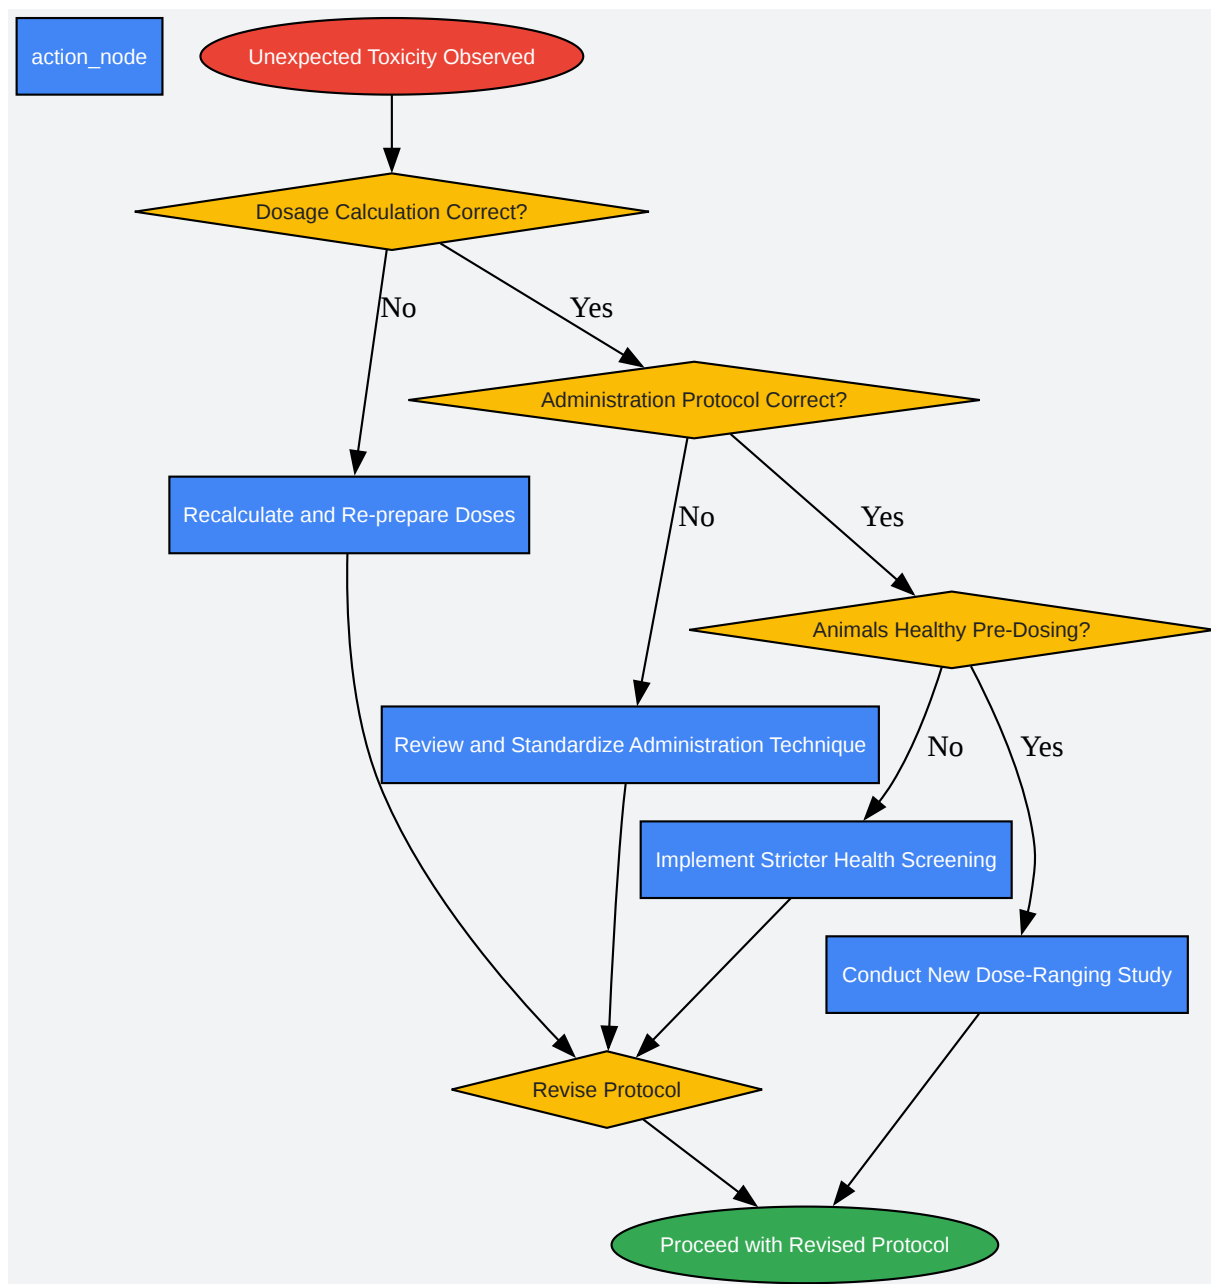 action_node
Unexpected Toxicity Observed
Dosage Calculation Correct?
No
Yes
Administration Protocol Correct?
Recalculate and Re-prepare Doses
No
Yes
Animals Healthy Pre-Dosing?
Review and Standardize Administration Technique
No
Yes
Implement Stricter Health Screening
Conduct New Dose-Ranging Study
Revise Protocol
Proceed with Revised Protocol